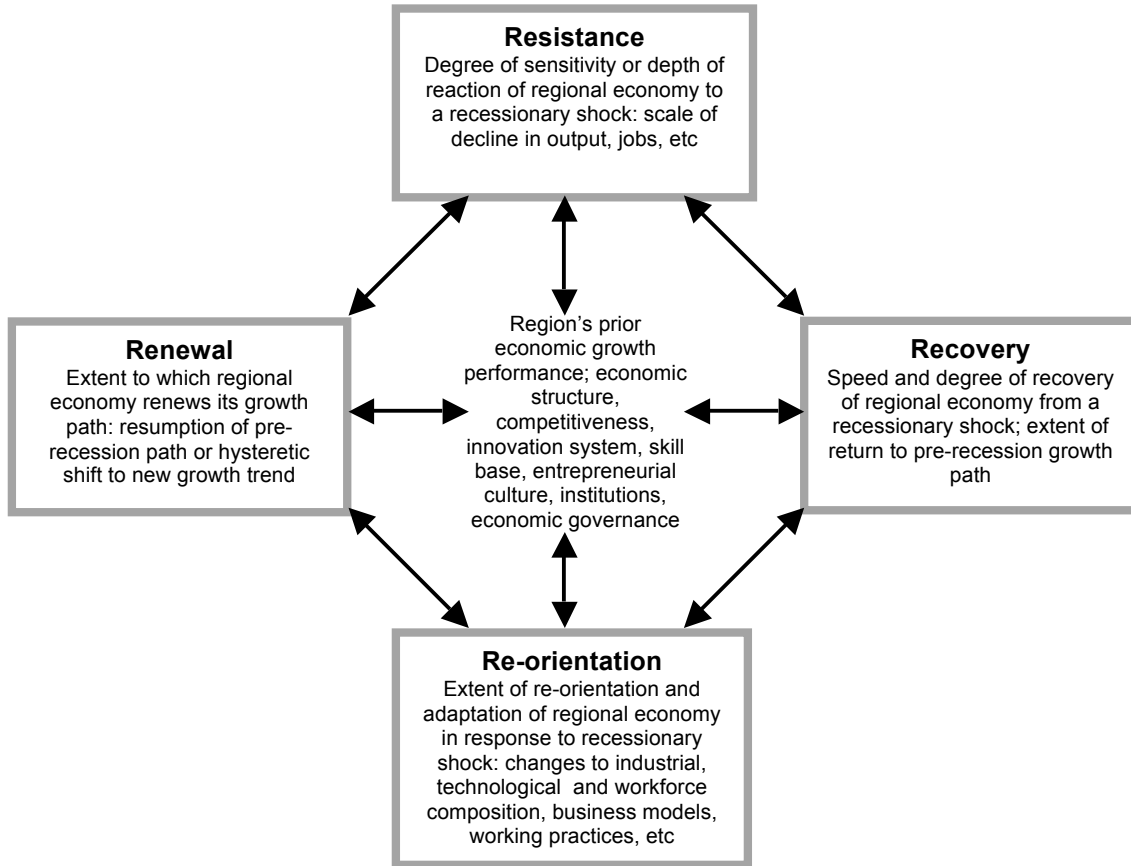 Resistance
Degree of sensitivity or depth of
reaction of regional economy to
a recessionary shock: scale of
decline in output, jobs, etc
Renewal
Extent to which regional
economy renews its growth
path: resumption of pre-
recession path or hysteretic
shift to new growth trend
Region’s prior
economic growth
performance; economic
structure,
competitiveness,
innovation system, skill
base, entrepreneurial
culture, institutions,
economic governance
Recovery
Speed and degree of recovery
of regional economy from a
recessionary shock; extent of
return to pre-recession growth
path
Re-orientation
Extent of re-orientation and
adaptation of regional economy
in response to recessionary
shock: changes to industrial,
technological  and workforce
composition, business models,
working practices, etc